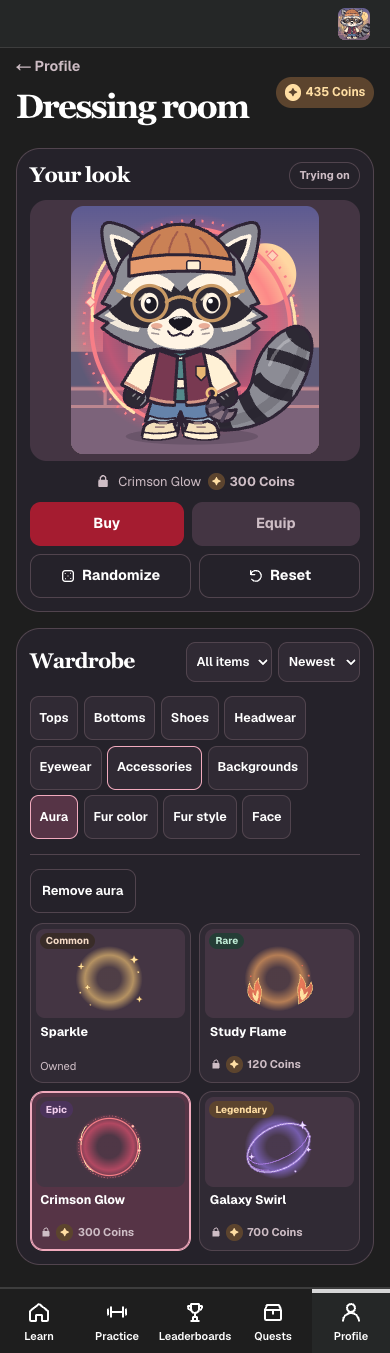 ← Profile
Dressing room
435 Coins
Your look
Trying on
Crimson Glow 300 Coins
Buy
Equip
Randomize
Reset
Wardrobe
All items
Newest
Tops
Bottoms
Shoes
Headwear
Eyewear
Accessories
Backgrounds
Aura
Fur color
Fur style
Face
Remove aura
Common
Sparkle
Owned
Rare
Study Flame
120 Coins
Epic
Crimson Glow
300 Coins
Legendary
Galaxy Swirl
700 Coins
Learn
Practice
Leaderboards
Quests
Profile